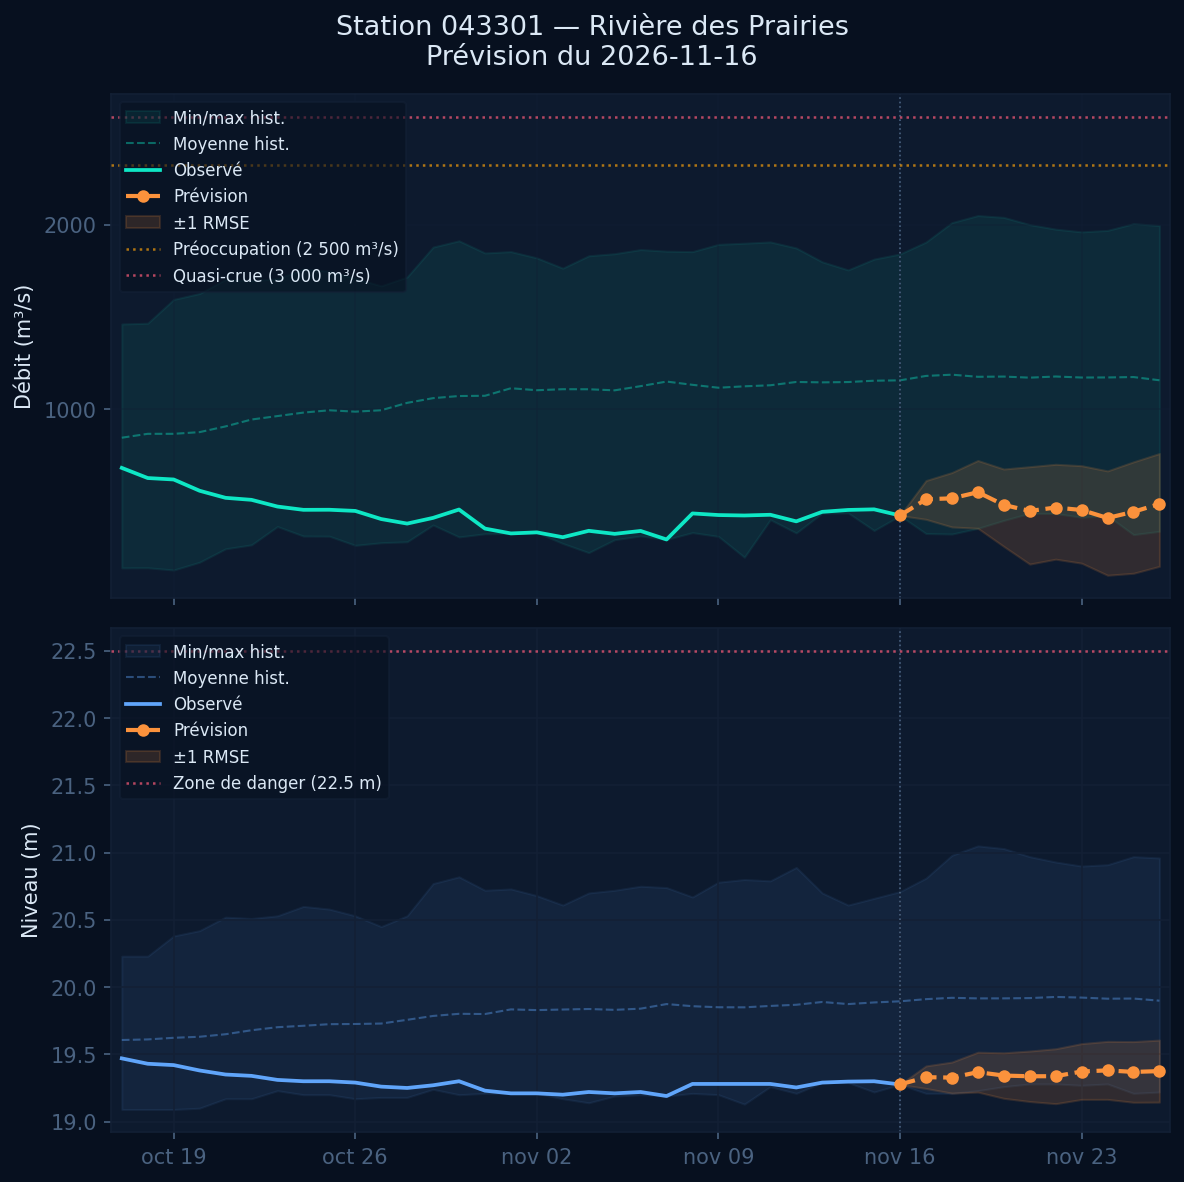 Station 043301 — Rivière des Prairies
Prévision du 2026-11-16
Min/max hist.
Moyenne hist.
Observé
Prévision
±1 RMSE
Préoccupation (2 500 m³/s)
Quasi-crue (3 000 m³/s)
2000
1000
Débit (m³/s)
Min/max hist.
Moyenne hist.
Observé
Prévision
±1 RMSE
Zone de danger (22.5 m)
22.5
22.0
21.5
21.0
20.5
20.0
19.5
19.0
Niveau (m)
oct 19
oct 26
nov 02
nov 09
nov 16
nov 23